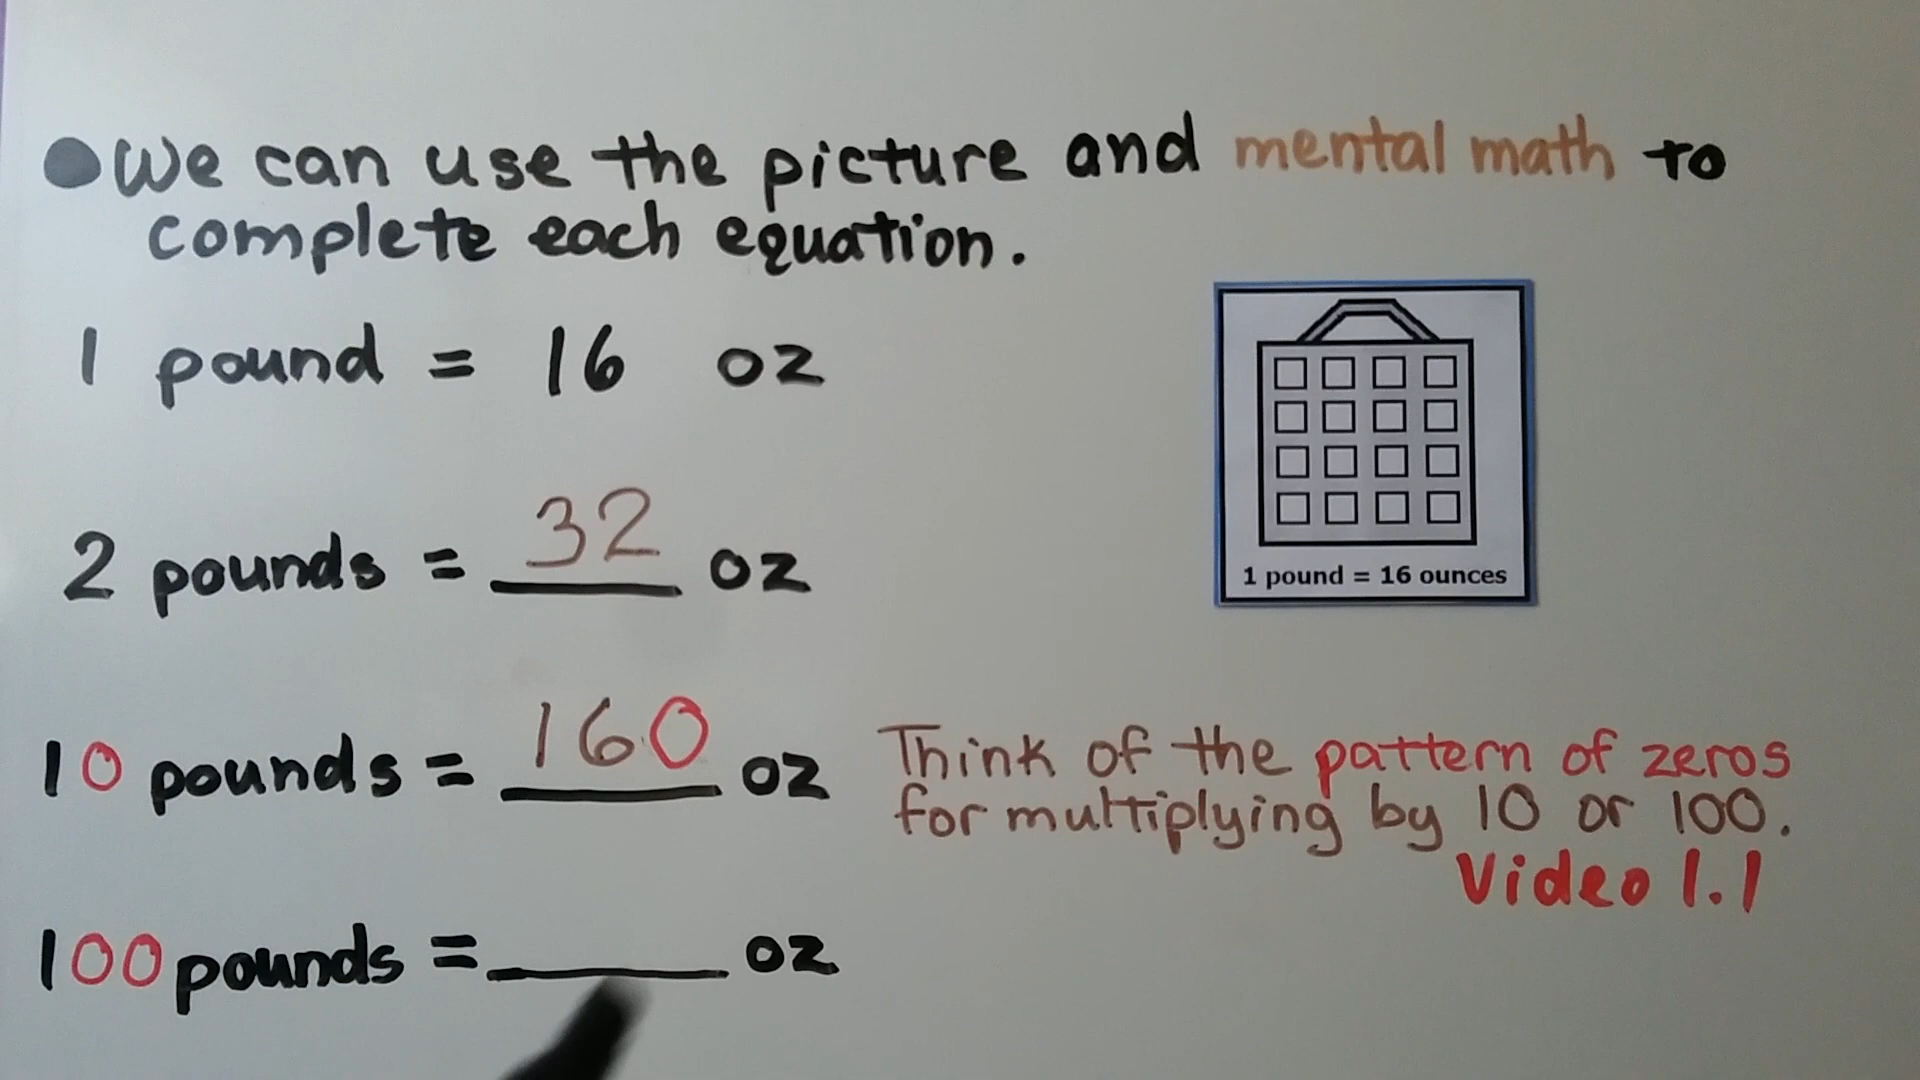 We can use the picture and mental math to
complete each equation.
1 pound = 16 oz
1 pound = 16 ounces
2 pounds = 32 oz
10 pounds = 160 oz
Think of the pattern of zeros
for multiplying by 10 or 100.
Video 1.1
100 pounds = ____ oz